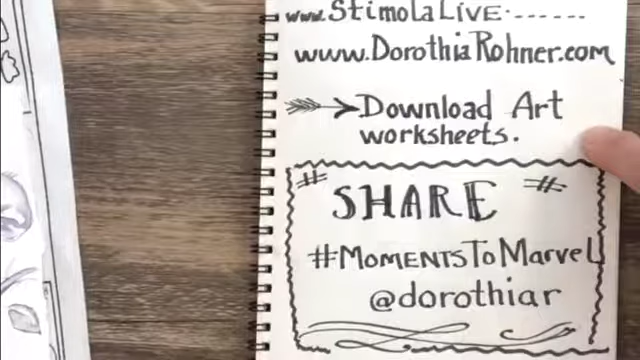 www.StimolaLive.------
www.DorothiaRohner.com
Download Art
worksheets.
# SHARE #
#MomentsToMarvel
@dorothiar